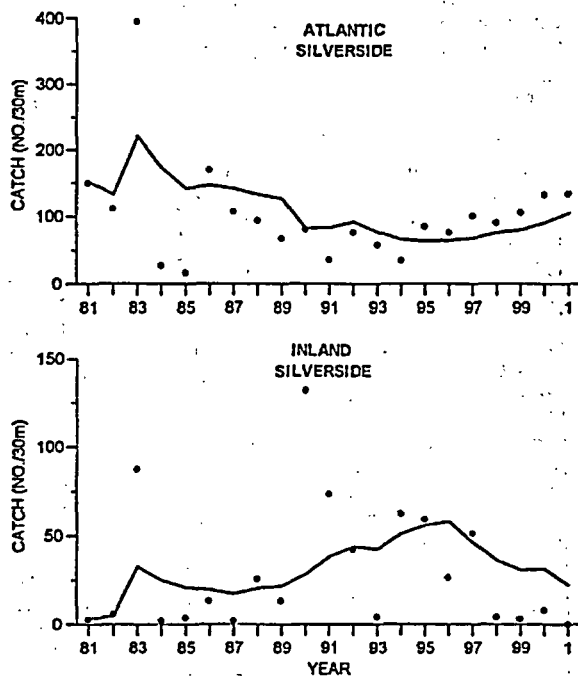 ATLANTIC
SILVERSIDE
CATCH (NO./30m)
400
300
200
100
0
81 83 85 87 89 91 93 95 97 99 1
INLAND
SILVERSIDE
CATCH (NO./30m)
150
100
50
0
81 83 85 87 89 91 93 95 97 99 1
YEAR